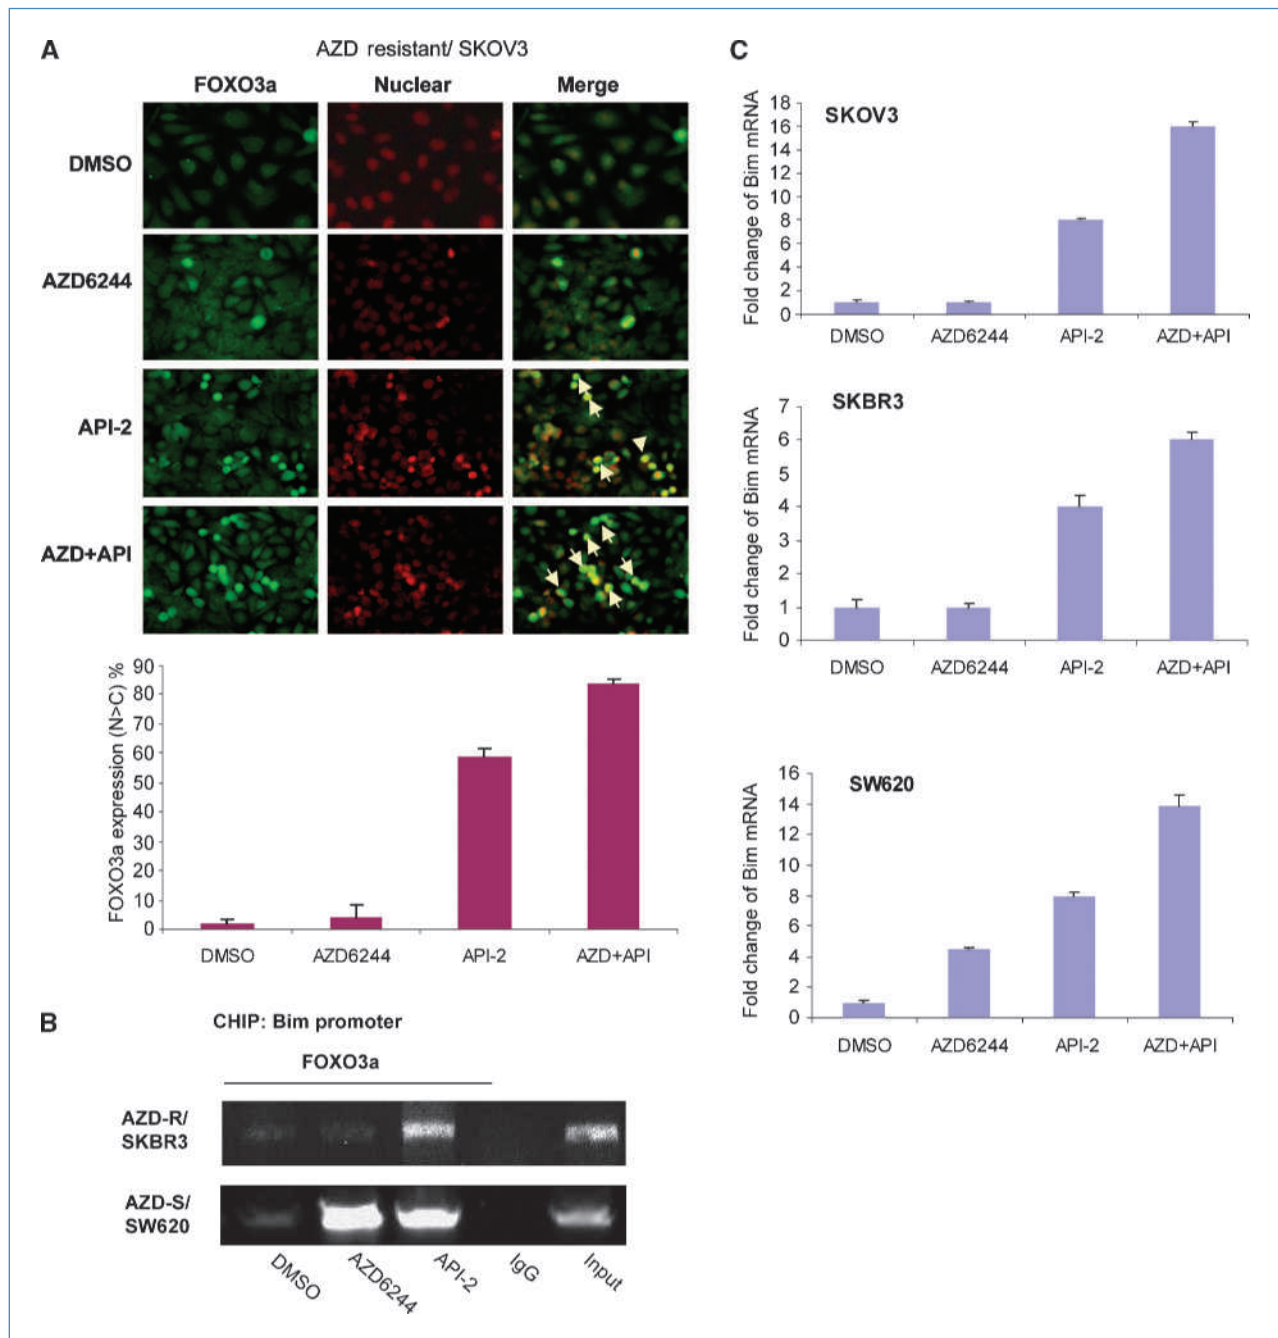 A
AZD resistant/ SKOV3
FOXO3a Nuclear Merge
DMSO
AZD6244
API-2
AZD+API
FOXO3a expression (N>C) %
90
80
70
60
50
40
30
20
10
0
DMSO AZD6244 API-2 AZD+API
B
CHIP: Bim promoter
FOXO3a
AZD-R/
SKBR3
AZD-S/
SW620
DMSO AZD6244 API-2 IgG Input
C
SKOV3
Fold change of Bim mRNA
18
16
14
12
10
8
6
4
2
0
DMSO AZD6244 API-2 AZD+API
SKBR3
Fold change of Bim mRNA
7
6
5
4
3
2
1
0
DMSO AZD6244 API-2 AZD+API
SW620
Fold change of Bim mRNA
16
14
12
10
8
6
4
2
0
DMSO AZD6244 API-2 AZD+API